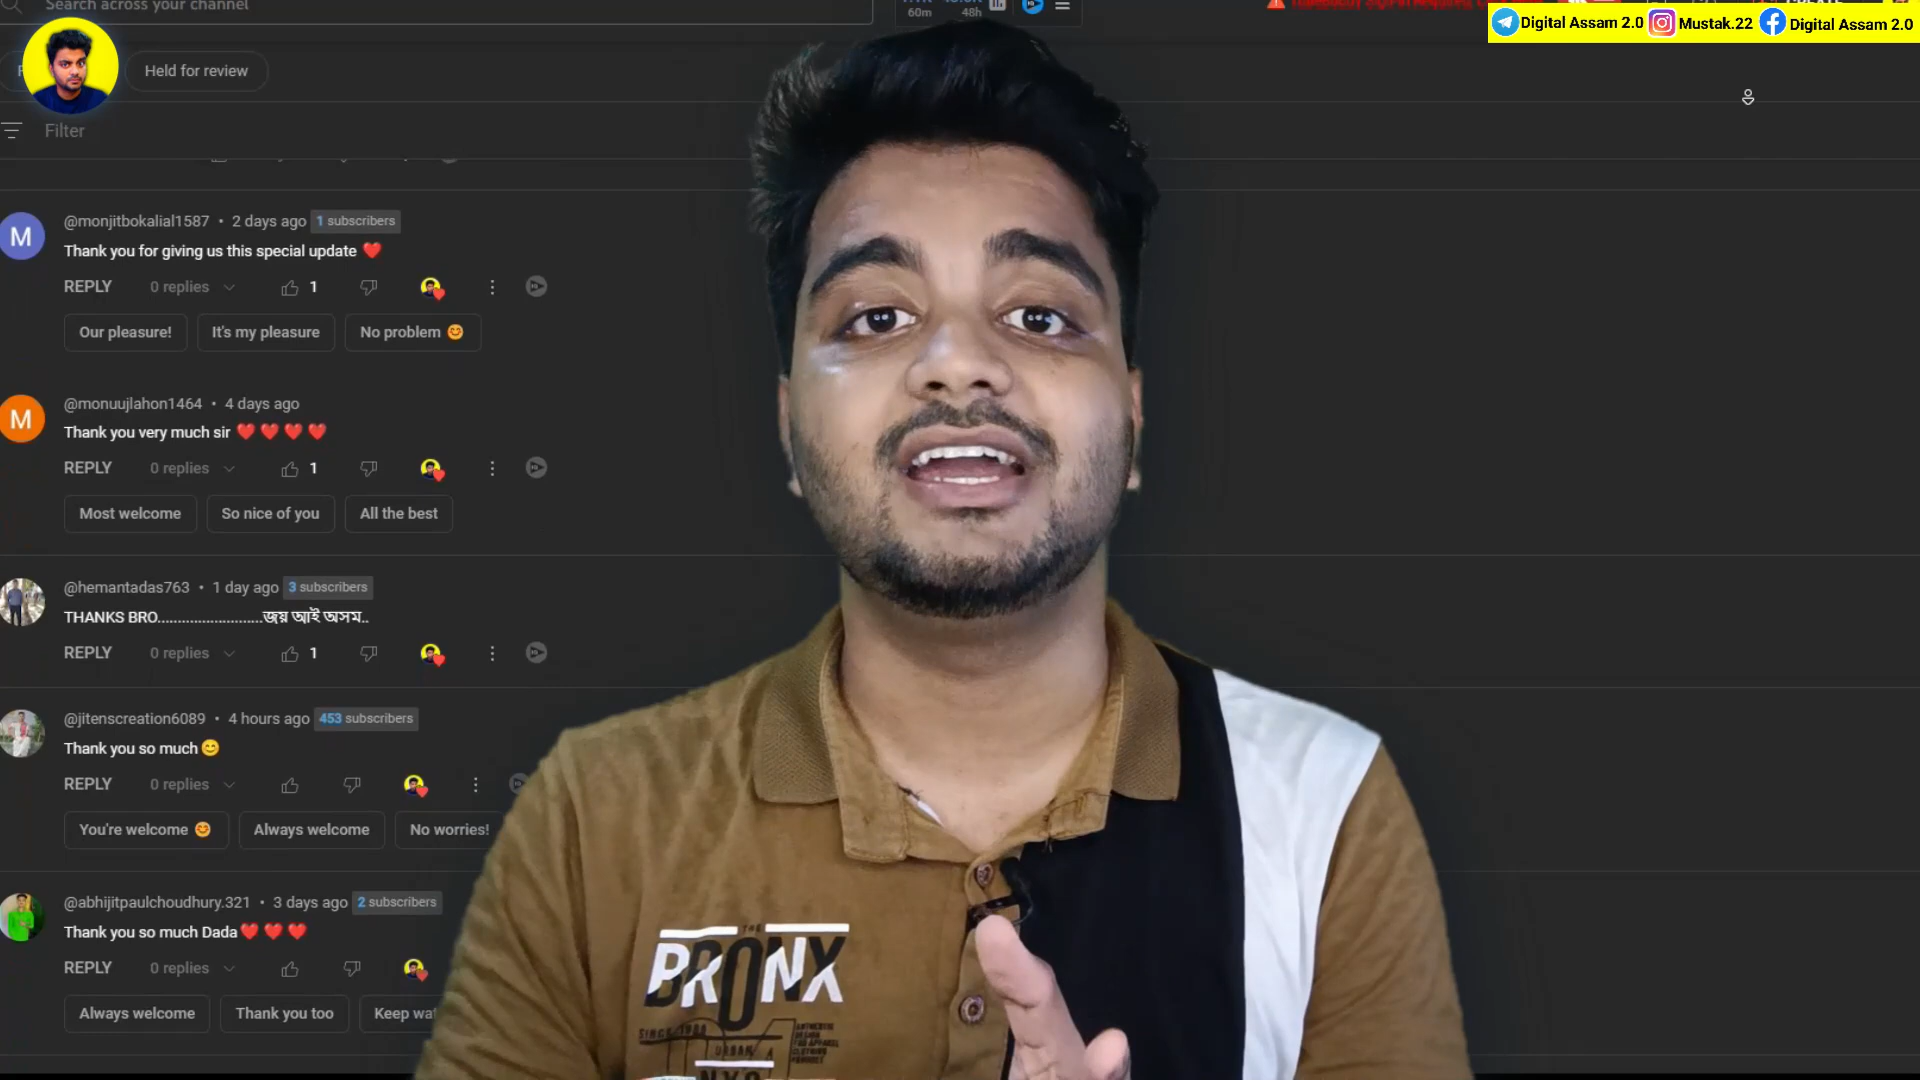 Search across your channel
60m
48h
Digital Assam 2.0 Mustak.22 Digital Assam 2.0
Held for review
Filter
@monjitbokalial1587 • 2 days ago 1 subscribers
Thank you for giving us this special update ❤️
REPLY 0 replies 1
Our pleasure! It's my pleasure No problem 😊
@monuujlahon1464 • 4 days ago
Thank you very much sir ❤️ ❤️ ❤️ ❤️
REPLY 0 replies 1
Most welcome So nice of you All the best
@hemantadas763 • 1 day ago 3 subscribers
THANKS BRO..........................জয় আই অসম..
REPLY 0 replies 1
@jitenscreation6089 • 4 hours ago 453 subscribers
Thank you so much 😊
REPLY 0 replies
You're welcome 😊 Always welcome No worries!
@abhijitpaulchoudhury.321 • 3 days ago 2 subscribers
Thank you so much Dada❤️ ❤️ ❤️
REPLY 0 replies
Always welcome Thank you too Keep
THE
BRONX
URBAN